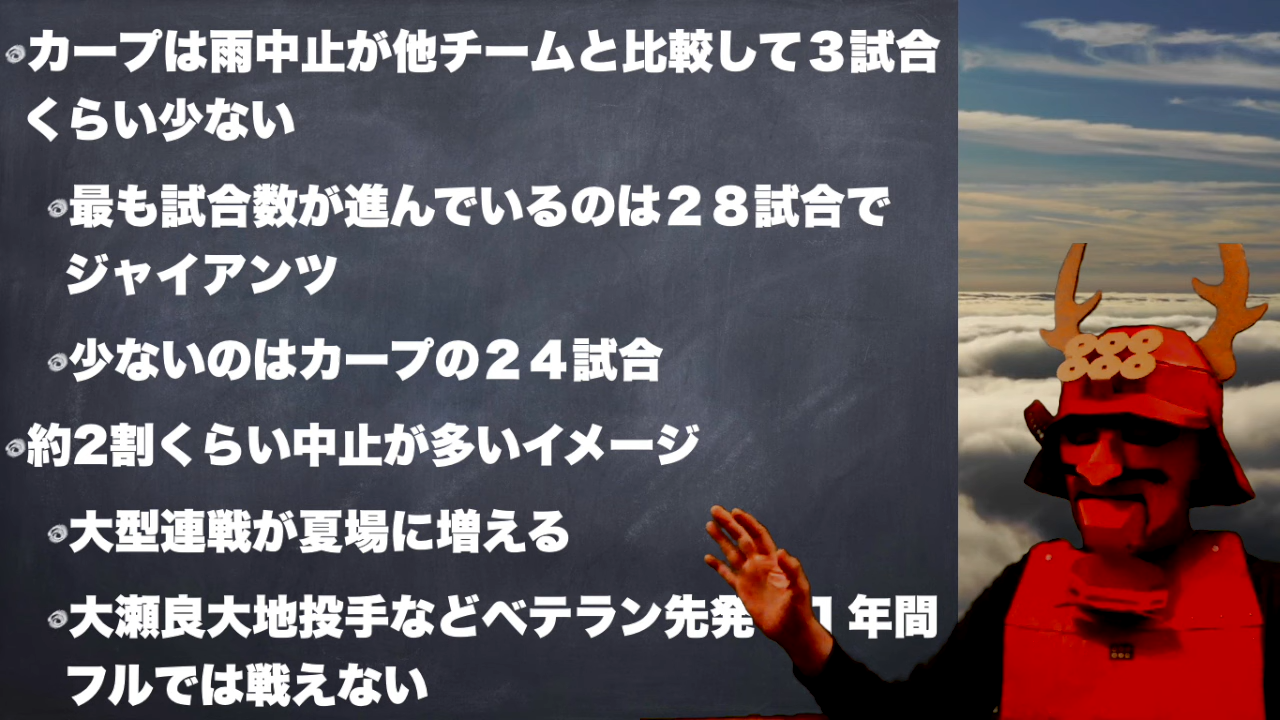 カープは雨中止が他チームと比較して３試合
くらい少ない
最も試合数が進んでいるのは２８試合で
ジャイアンツ
少ないのはカープの２４試合
約2割くらい中止が多いイメージ
大型連戦が夏場に増える
大瀬良大地投手などベテラン先発 １年間
フルでは戦えない